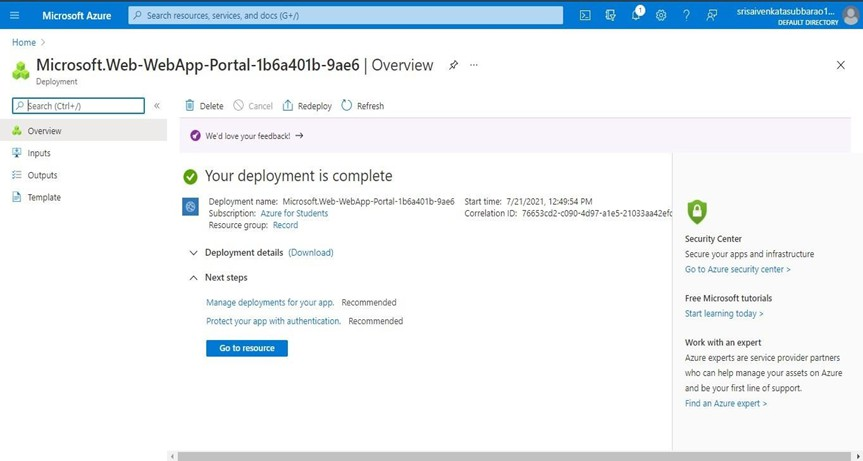 Microsoft Azure
Search resources, services, and docs (G+/)
1
srisaivenkatasubbarao1...
DEFAULT DIRECTORY
Home >
Microsoft.Web-WebApp-Portal-1b6a401b-9ae6 | Overview
Deployment
Search (Ctrl+/)
Overview
Inputs
Outputs
Template
Delete Cancel Redeploy Refresh
We'd love your feedback! →
Your deployment is complete
Deployment name: Microsoft.Web-WebApp-Portal-1b6a401b-9ae6 Start time: 7/21/2021, 12:49:54 PM
Subscription: Azure for Students Correlation ID: 76653cd2-c090-4d97-a1e5-21033aa42efc
Resource group: Record
Deployment details (Download)
Next steps
Manage deployments for your app. Recommended
Protect your app with authentication. Recommended
Go to resource
Security Center
Secure your apps and infrastructure
Go to Azure security center >
Free Microsoft tutorials
Start learning today >
Work with an expert
Azure experts are service provider partners
who can help manage your assets on Azure
and be your first line of support.
Find an Azure expert >